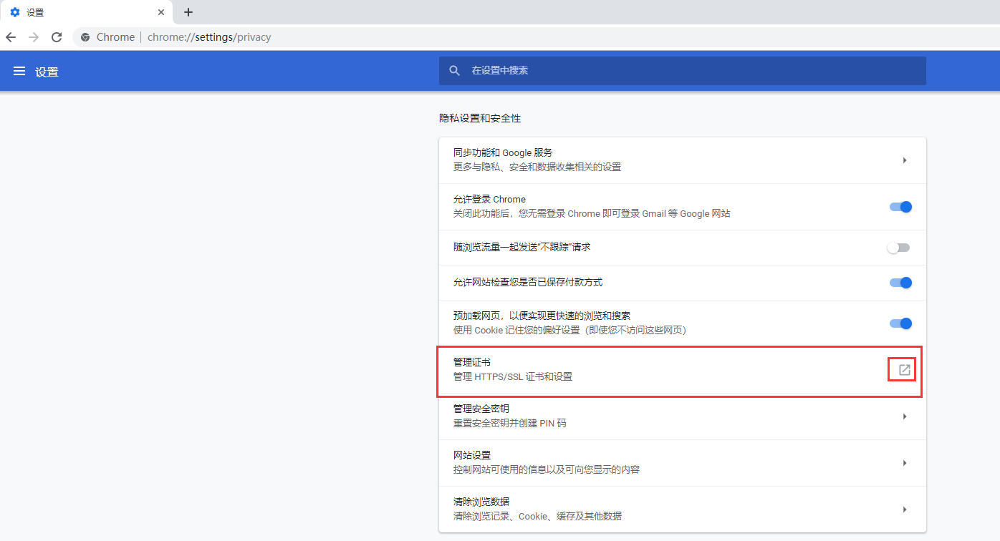 设置
Chrome chrome://settings/privacy
设置
在设置中搜索
隐私设置和安全性
同步功能和 Google 服务
更多与隐私、安全和数据收集相关的设置
允许登录 Chrome
关闭此功能后，您无需登录 Chrome 即可登录 Gmail 等 Google 网站
随浏览流量一起发送“不跟踪”请求
允许网站检查您是否已保存付款方式
预加载网页，以便实现更快速的浏览和搜索
使用 Cookie 记住您的偏好设置（即使您不访问这些网页）
管理证书
管理 HTTPS/SSL 证书和设置
管理安全密钥
重置安全密钥并创建 PIN 码
网站设置
控制网站可使用的信息以及可向您显示的内容
清除浏览数据
清除浏览记录、Cookie、缓存及其他数据